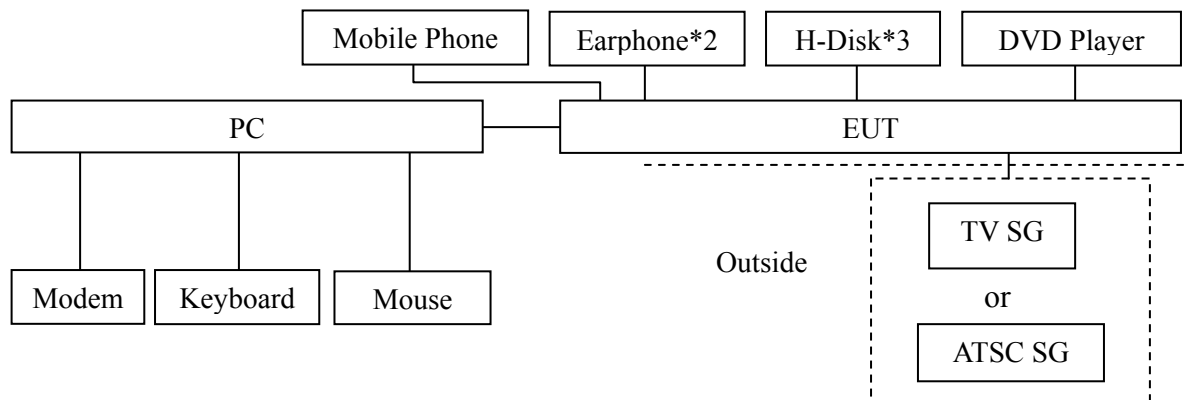 Mobile Phone
Earphone*2
H-Disk*3
DVD Player
PC
EUT
Modem
Keyboard
Mouse
Outside
TV SG
or
ATSC SG